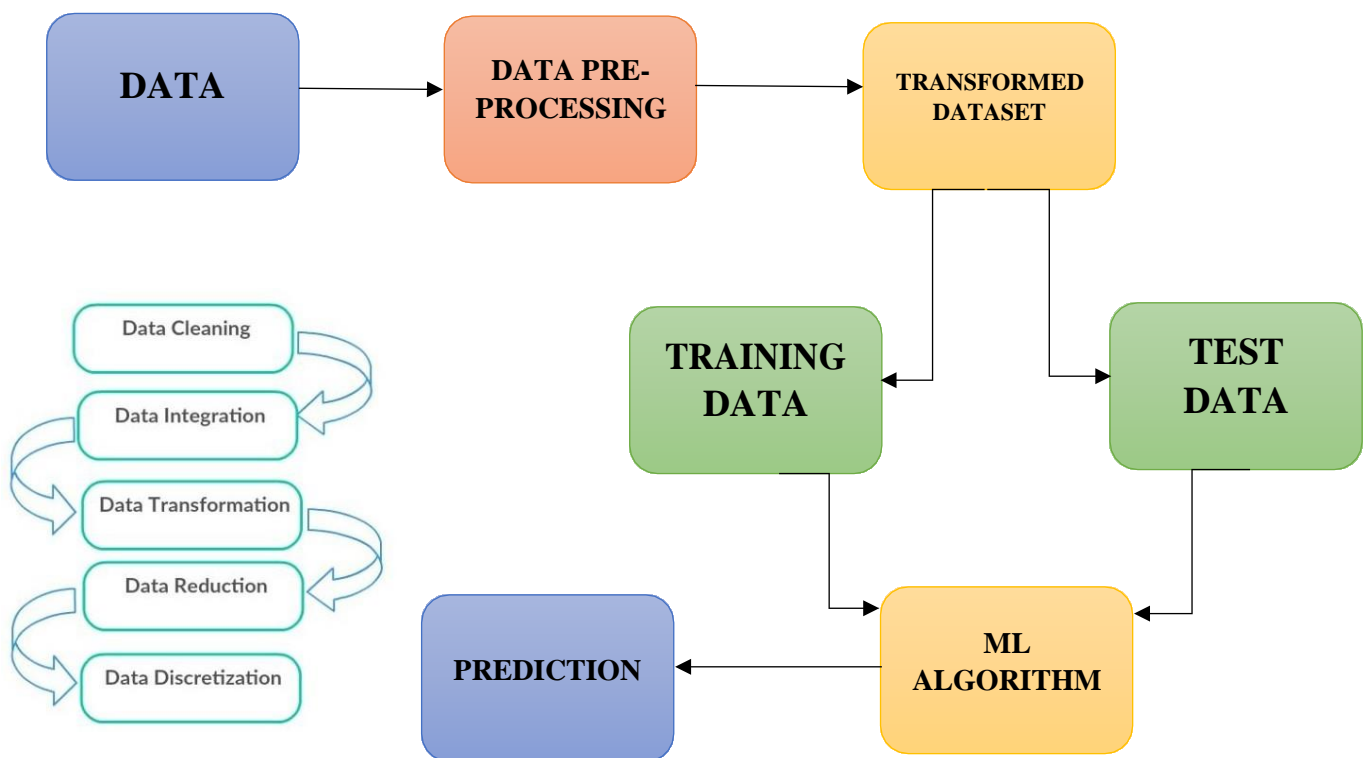 DATA
DATA PRE-
PROCESSING
TRANSFORMED
DATASET
TRAINING
DATA
TEST
DATA
Data Cleaning
Data Integration
Data Transformation
Data Reduction
Data Discretization
PREDICTION
ML
ALGORITHM